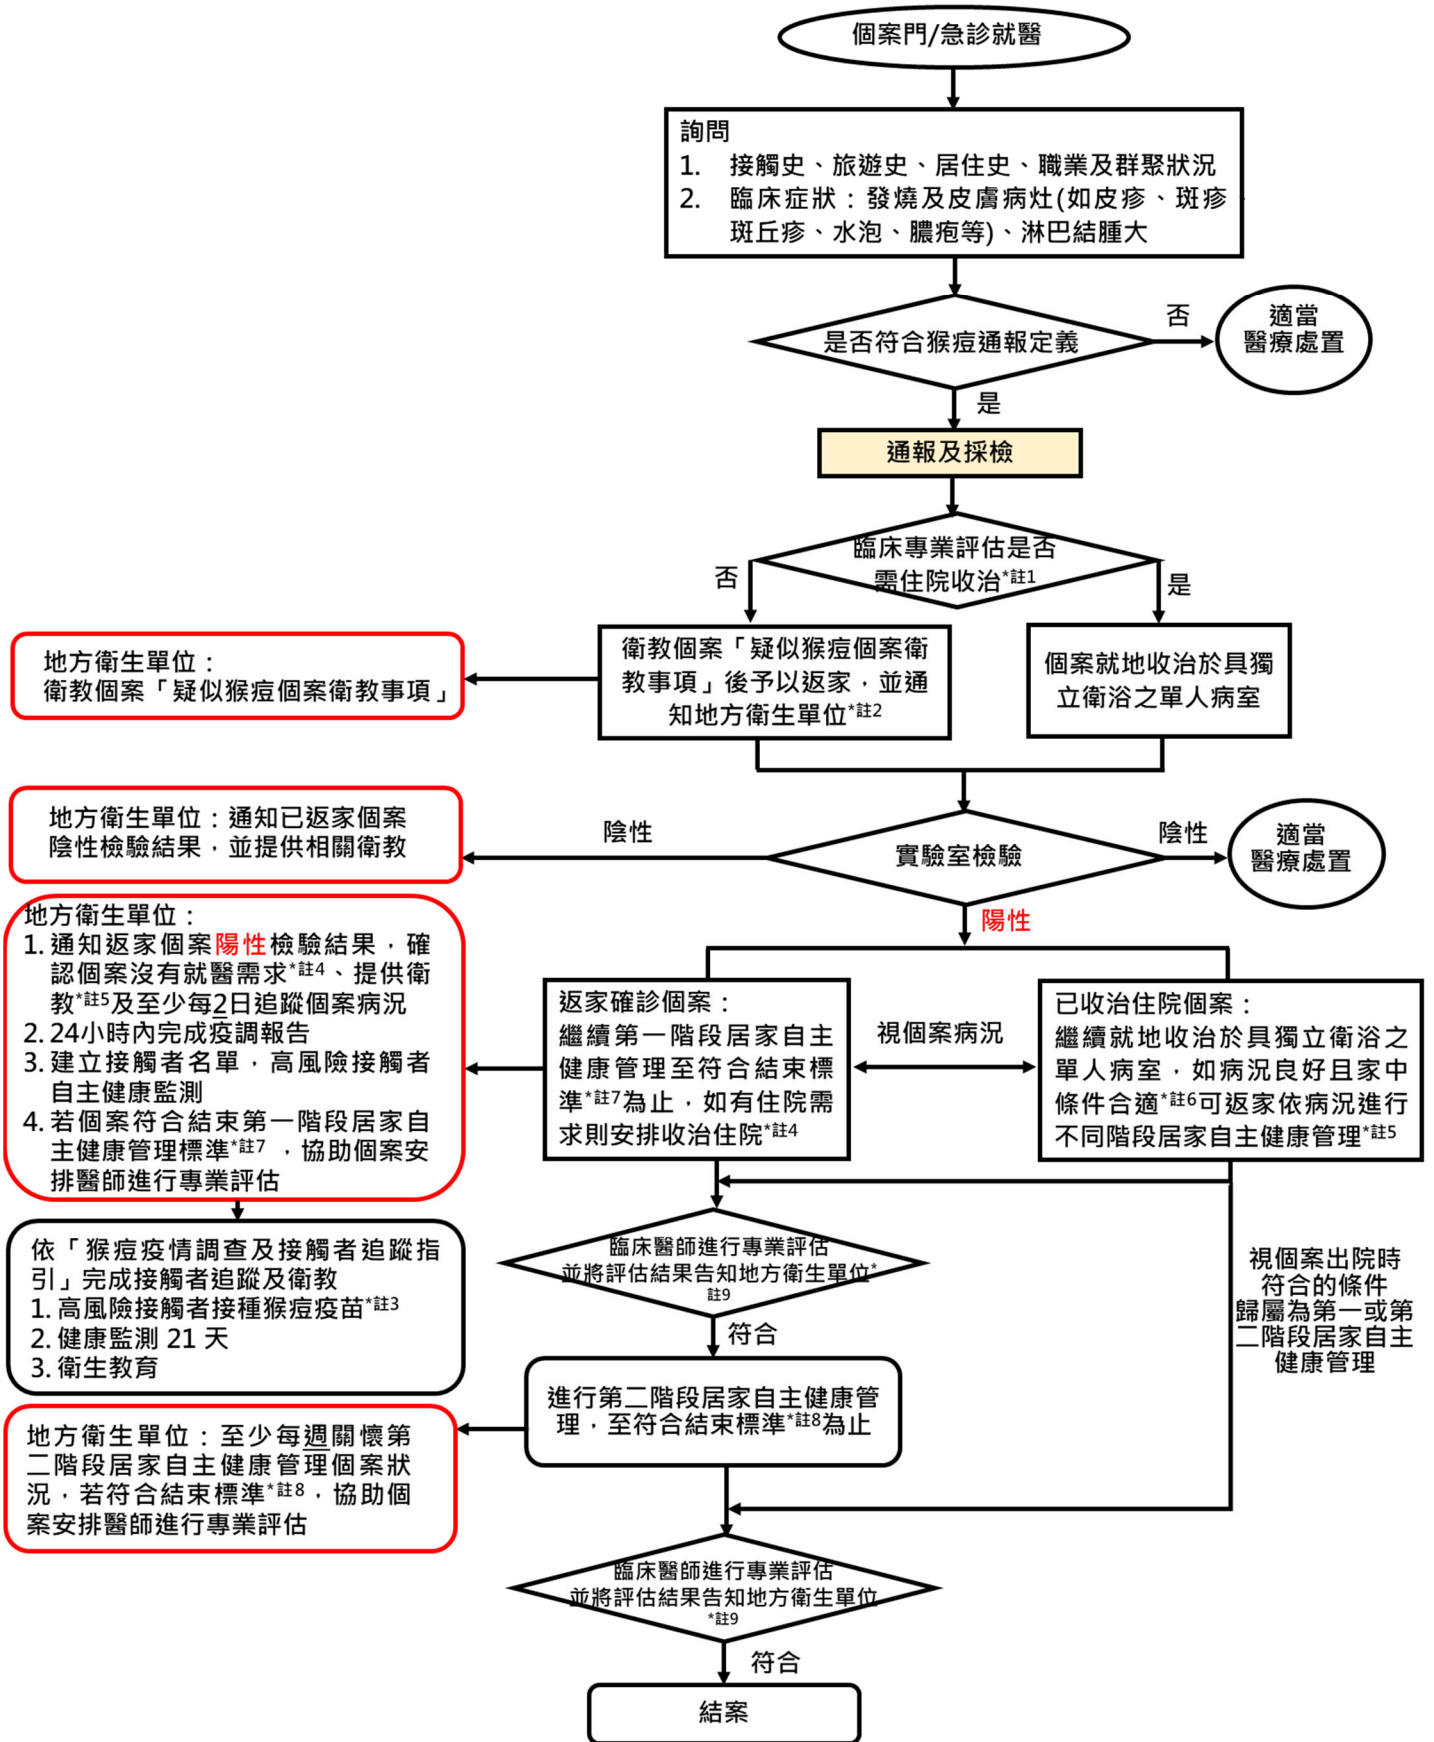 個案門/急診就醫
詢問
1. 接觸史、旅遊史、居住史、職業及群聚狀況
2. 臨床症狀：發燒及皮膚病灶(如皮疹、斑疹
斑丘疹、水泡、膿疱等)、淋巴結腫大
是否符合猴痘通報定義
否
適當
醫療處置
是
通報及採檢
臨床專業評估是否
需住院收治*註1
否
是
地方衛生單位：
衛教個案「疑似猴痘個案衛教事項」
衛教個案「疑似猴痘個案衛
教事項」後予以返家，並通
知地方衛生單位*註2
個案就地收治於具獨
立衛浴之單人病室
地方衛生單位：通知已返家個案
陰性檢驗結果，並提供相關衛教
陰性
實驗室檢驗
陰性
適當
醫療處置
陽性
地方衛生單位：
1. 通知返家個案陽性檢驗結果，確
認個案沒有就醫需求*註4、提供衛
教*註5及至少每2日追蹤個案病況
2. 24小時內完成疫調報告
3. 建立接觸者名單，高風險接觸者
自主健康監測
4. 若個案符合結束第一階段居家自
主健康管理標準*註7 ，協助個案安
排醫師進行專業評估
返家確診個案：
繼續第一階段居家自主
健康管理至符合結束標
準*註7為止，如有住院需
求則安排收治住院*註4
視個案病況
已收治住院個案：
繼續就地收治於具獨立衛浴之
單人病室，如病況良好且家中
條件合適*註6可返家依病況進行
不同階段居家自主健康管理*註5
依「猴痘疫情調查及接觸者追蹤指
引」完成接觸者追蹤及衛教
1. 高風險接觸者接種猴痘疫苗*註3
2. 健康監測 21 天
3. 衛生教育
臨床醫師進行專業評估
並將評估結果告知地方衛生單位*
註9
視個案出院時
符合的條件
歸屬為第一或第
二階段居家自主
健康管理
符合
進行第二階段居家自主健康管
理，至符合結束標準*註8為止
地方衛生單位：至少每週關懷第
二階段居家自主健康管理個案狀
況，若符合結束標準*註8，協助個
案安排醫師進行專業評估
臨床醫師進行專業評估
並將評估結果告知地方衛生單位
*註9
符合
結案